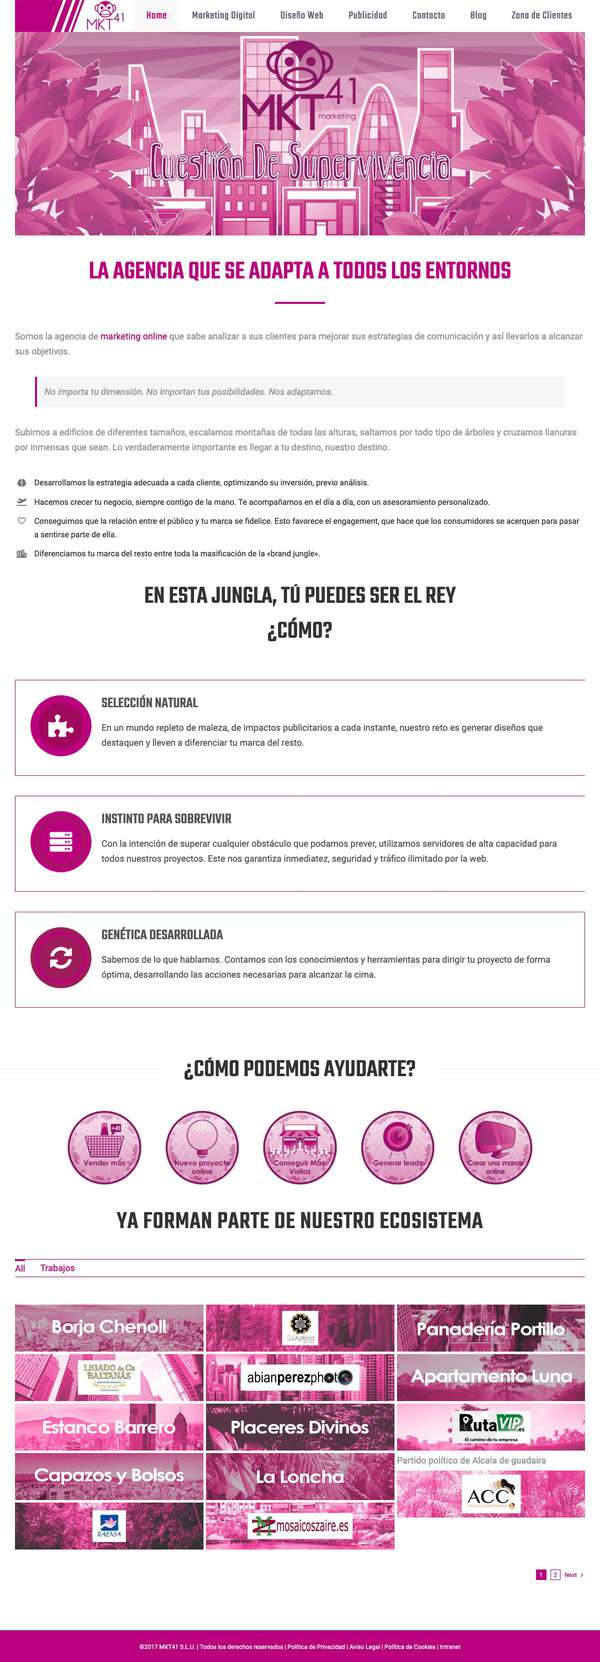 MKT41
Home
Marketing Digital
Diseño Web
Publicidad
Contacto
Blog
Zona de Clientes
MKT41
marketing
Cuestión De Supervivencia
LA AGENCIA QUE SE ADAPTA A TODOS LOS ENTORNOS
Somos la agencia de marketing online que sabe analizar a sus clientes para mejorar sus estrategias de comunicación y así llevarlos a alcanzar
sus objetivos.
No importa tu dimensión. No importan tus posibilidades. Nos adaptamos.
Subimos a edificios de diferentes tamaños, escalamos montañas de todas las alturas, saltamos por todo tipo de árboles y cruzamos llanuras
por inmensas que sean. Lo verdaderamente importante es llegar a tu destino, nuestro destino.
Desarrollamos la estrategia adecuada a cada cliente, optimizando su inversión, previo análisis.
Hacemos crecer tu negocio, siempre contigo de la mano. Te acompañamos en el día a día, con un asesoramiento personalizado.
Conseguimos que la relación entre el público y tu marca se fidelice. Esto favorece el engagement, que hace que los consumidores se acerquen para pasar
a sentirse parte de ella.
Diferenciamos tu marca del resto entre toda la masificación de la «brand jungle».
EN ESTA JUNGLA, TÚ PUEDES SER EL REY
¿CÓMO?
SELECCIÓN NATURAL
En un mundo repleto de maleza, de impactos publicitarios a cada instante, nuestro reto es generar diseños que
destaquen y lleven a diferenciar tu marca del resto.
INSTINTO PARA SOBREVIVIR
Con la intención de superar cualquier obstáculo que podamos prever, utilizamos servidores de alta capacidad para
todos nuestros proyectos. Este nos garantiza inmediatez, seguridad y tráfico ilimitado por la web.
GENÉTICA DESARROLLADA
Sabemos de lo que hablamos. Contamos con los conocimientos y herramientas para dirigir tu proyecto de forma
óptima, desarrollando las acciones necesarias para alcanzar la cima.
¿CÓMO PODEMOS AYUDARTE?
+41
Vender más
Nuevo proyecto
online
Conseguir Más
Visitas
Generar leads
Crear una marca
online
YA FORMAN PARTE DE NUESTRO ECOSISTEMA
All
Trabajos
Borja Chenoll
Panadería Portillo
LIGADO de Ca
BALTANÁS
abianperezphoto
Apartamento Luna
Estanco Barrero
Placeres Divinos
RutaVIP.es
El camino de tu empresa
Partido político de Alcala de guadaira
Capazos y Bolsos
La Loncha
ACC
RAENSA
mosaicoszaire.es
1
2
Next
©2017 MKT41 S.L.U. | Todos los derechos reservados | Política de Privacidad | Aviso Legal | Política de Cookies | Intranet